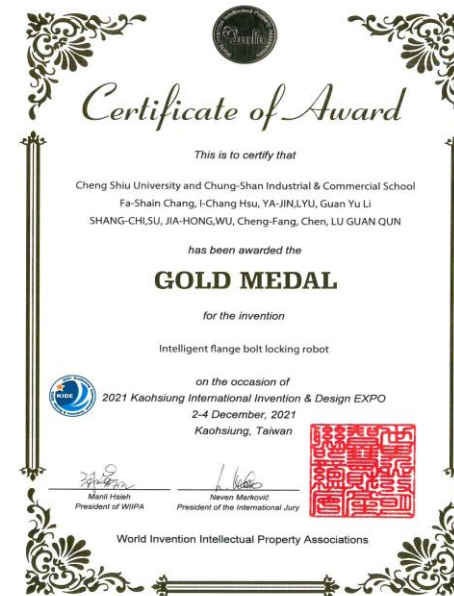 Certificate of Award
This is to certify that
Cheng Shiu University and Chung-Shan Industrial & Commercial School
Fa-Shain Chang, I-Chang Hsu, YA-JIN,LYU, Guan Yu Li
SHANG-CHI,SU, JIA-HONG,WU, Cheng-Fang, Chen, LU GUAN QUN
has been awarded the
GOLD MEDAL
for the invention
Intelligent flange bolt locking robot
on the occasion of
KIDE
2021 Kaohsiung International Invention & Design EXPO
2-4 December, 2021
Kaohsiung, Taiwan
Manli Hsieh
President of WIIPA
Neven Marković
President of the International Jury
World Invention Intellectual Property Associations